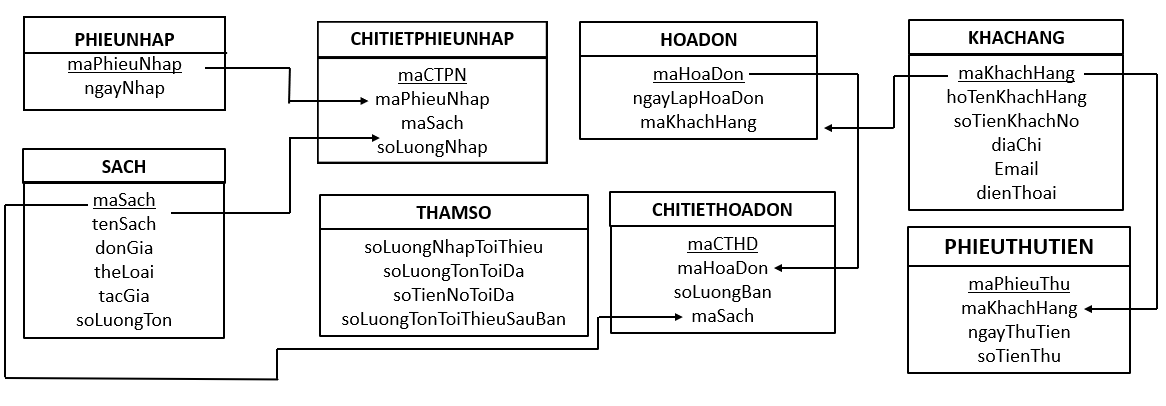 PHIEUNHAP
maPhieuNhap
ngayNhap
CHITIETPHIEUNHAP
maCTPN
maPhieuNhap
maSach
soLuongNhap
HOADON
maHoaDon
ngayLapHoaDon
maKhachHang
KHACHANG
maKhachHang
hoTenKhachHang
soTienKhachNo
diaChi
Email
dienThoai
SACH
maSach
tenSach
donGia
theLoai
tacGia
soLuongTon
THAMSO
soLuongNhapToiThieu
soLuongTonToiDa
soTienNoToiDa
soLuongTonToiThieuSauBan
CHITIETHOADON
maCTHD
maHoaDon
soLuongBan
maSach
PHIEUTHUTIEN
maPhieuThu
maKhachHang
ngayThuTien
soTienThu